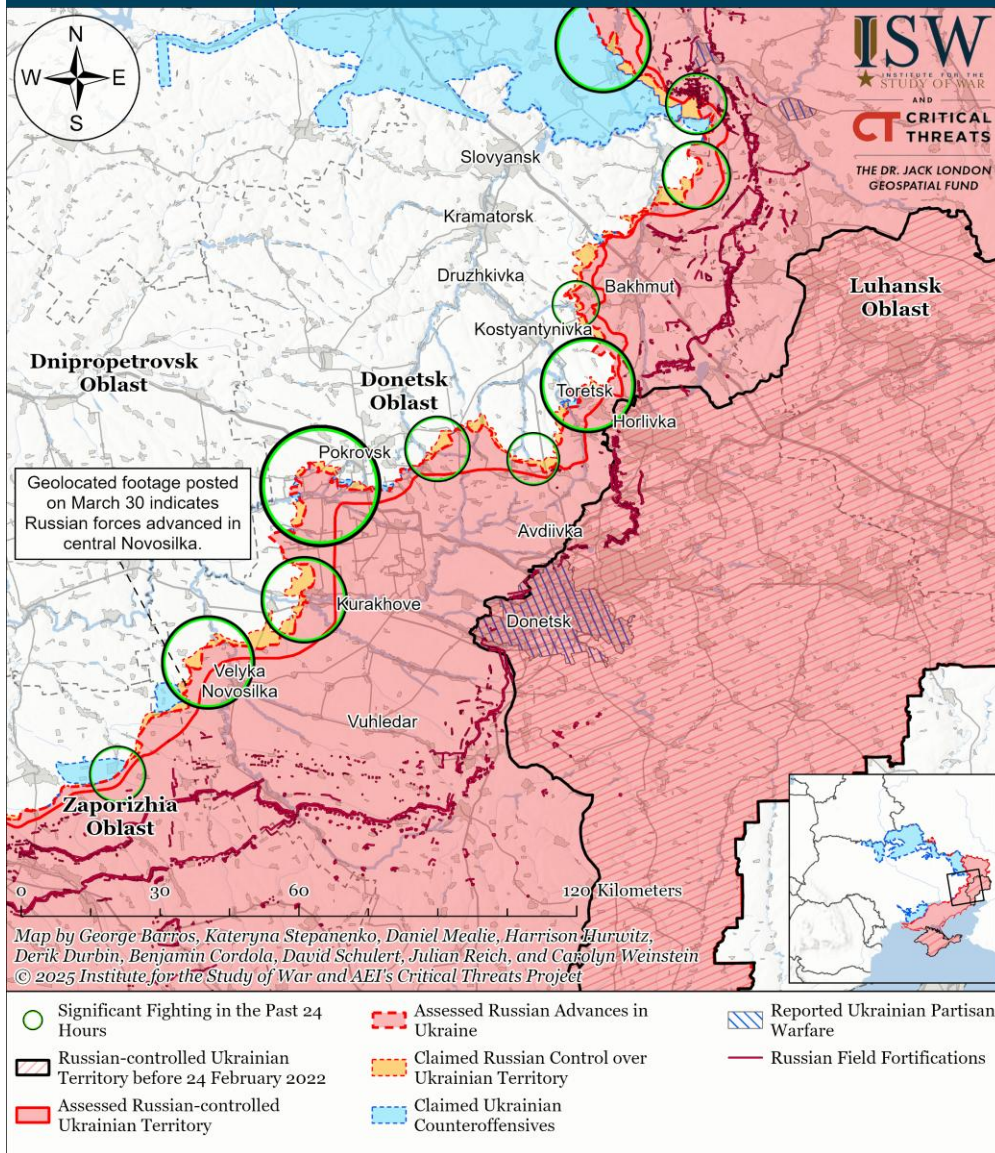 N
W E
S
ISW
INSTITUTE FOR THE
STUDY OF WAR
AND
CT CRITICAL
THREATS
THE DR. JACK LONDON
GEOSPATIAL FUND
Slovyansk
Kramatorsk
Druzhkivka
Bakhmut
Luhansk
Oblast
Kostyantynivka
Dnipropetrovsk
Oblast
Donetsk
Oblast
Toretsk
Horlivka
Pokrovsk
Geolocated footage posted
on March 30 indicates
Russian forces advanced in
central Novosilka.
Avdiivka
Kurakhove
Donetsk
Velyka
Novosilka
Vuhledar
Zaporizhia
Oblast
0 30 60 120 Kilometers
Map by George Barros, Kateryna Stepanenko, Daniel Mealie, Harrison Hurwitz,
Derik Durbin, Benjamin Cordola, David Schulert, Julian Reich, and Carolyn Weinstein
© 2025 Institute for the Study of War and AEI's Critical Threats Project
Significant Fighting in the Past 24
Hours
Russian-controlled Ukrainian
Territory before 24 February 2022
Assessed Russian-controlled
Ukrainian Territory
Assessed Russian Advances in
Ukraine
Claimed Russian Control over
Ukrainian Territory
Claimed Ukrainian
Counteroffensives
Reported Ukrainian Partisan
Warfare
Russian Field Fortifications